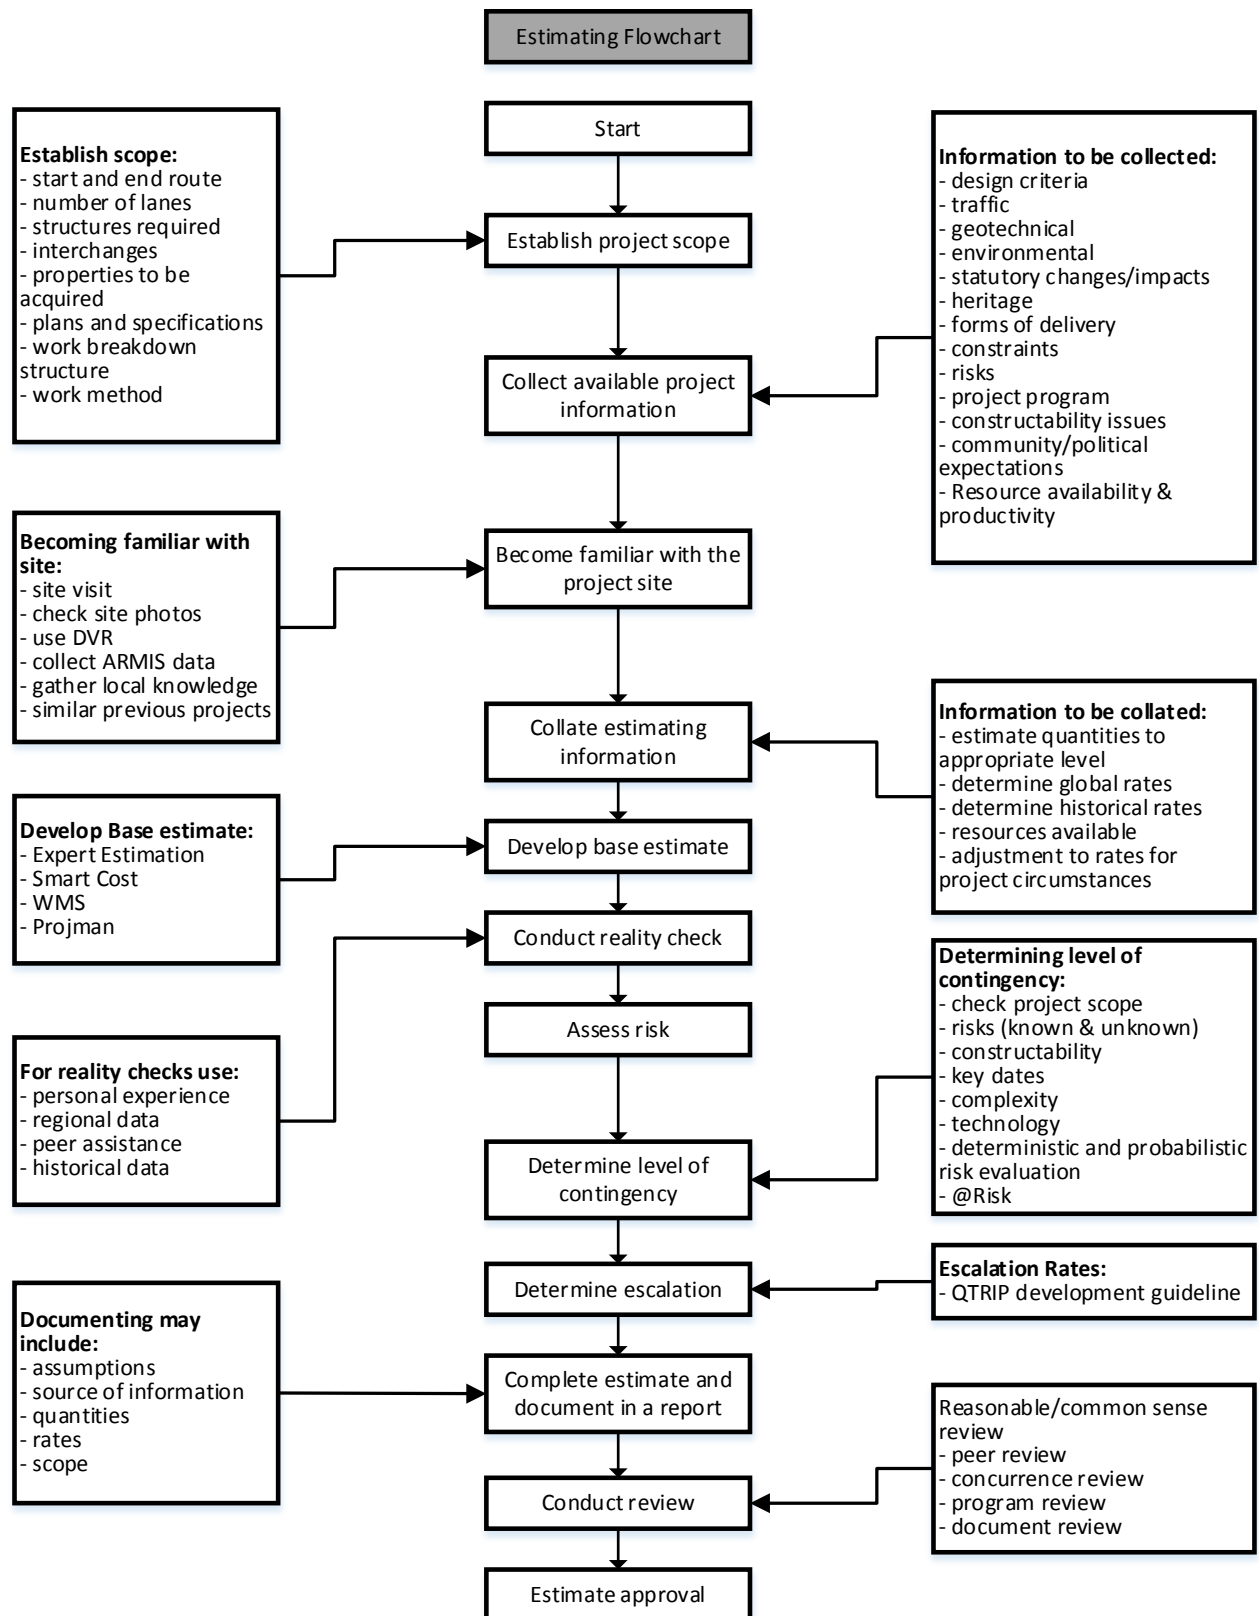 Estimating Flowchart
Start
Establish scope:
- start and end route
- number of lanes
- structures required
- interchanges
- properties to be
acquired
- plans and specifications
- work breakdown
structure
- work method
Establish project scope
Information to be collected:
- design criteria
- traffic
- geotechnical
- environmental
- statutory changes/impacts
- heritage
- forms of delivery
- constraints
- risks
- project program
- constructability issues
- community/political
expectations
- Resource availability &
productivity
Collect available project
information
Becoming familiar with
site:
- site visit
- check site photos
- use DVR
- collect ARMIS data
- gather local knowledge
- similar previous projects
Become familiar with the
project site
Collate estimating
information
Information to be collated:
- estimate quantities to
appropriate level
- determine global rates
- determine historical rates
- resources available
- adjustment to rates for
project circumstances
Develop Base estimate:
- Expert Estimation
- Smart Cost
- WMS
- Projman
Develop base estimate
Conduct reality check
For reality checks use:
- personal experience
- regional data
- peer assistance
- historical data
Assess risk
Determining level of
contingency:
- check project scope
- risks (known & unknown)
- constructability
- key dates
- complexity
- technology
- deterministic and probabilistic
risk evaluation
- @Risk
Determine level of
contingency
Determine escalation
Escalation Rates:
- QTRIP development guideline
Documenting may
include:
- assumptions
- source of information
- quantities
- rates
- scope
Complete estimate and
document in a report
Reasonable/common sense
review
- peer review
- concurrence review
- program review
- document review
Conduct review
Estimate approval